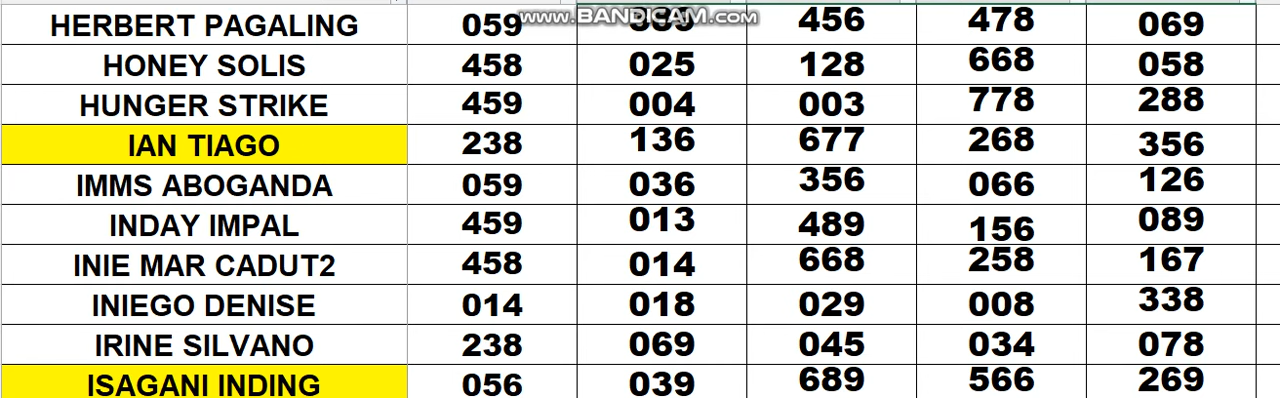 www.BANDICAM.com
HERBERT PAGALING 059 456 478 069
HONEY SOLIS 458 025 128 668 058
HUNGER STRIKE 459 004 003 778 288
IAN TIAGO 238 136 677 268 356
IMMS ABOGANDA 059 036 356 066 126
INDAY IMPAL 459 013 489 156 089
INIE MAR CADUT2 458 014 668 258 167
INIEGO DENISE 014 018 029 008 338
IRINE SILVANO 238 069 045 034 078
ISAGANI INDING 056 039 689 566 269